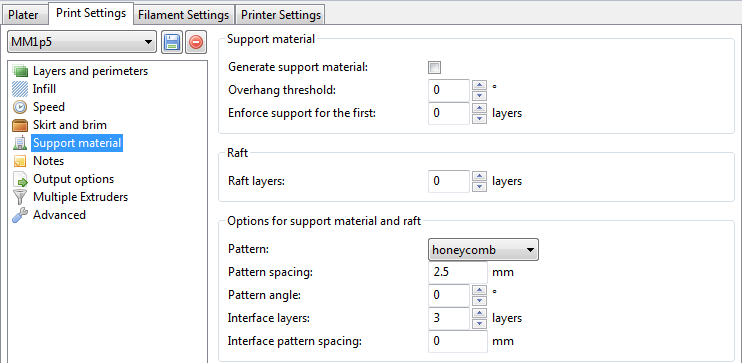 Plater Print Settings Filament Settings Printer Settings
MM1p5
Layers and perimeters
Infill
Speed
Skirt and brim
Support material
Notes
Output options
Multiple Extruders
Advanced
Support material
Generate support material:
Overhang threshold: 0 °
Enforce support for the first: 0 layers
Raft
Raft layers: 0 layers
Options for support material and raft
Pattern: honeycomb
Pattern spacing: 2.5 mm
Pattern angle: 0 °
Interface layers: 3 layers
Interface pattern spacing: 0 mm